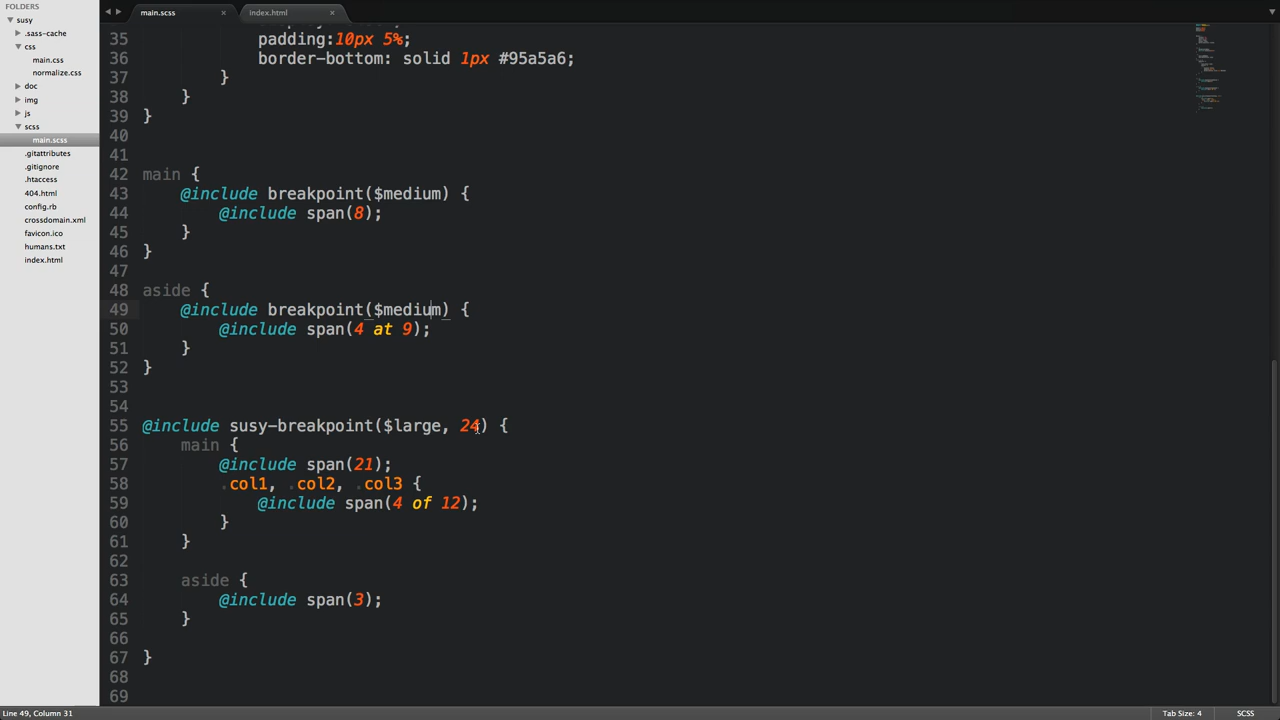 FOLDERS
susy
.sass-cache
css
main.css
normalize.css
doc
img
js
scss
main.scss
.gitattributes
.gitignore
.htaccess
404.html
config.rb
crossdomain.xml
favicon.ico
humans.txt
index.html
main.scss × index.html ×
35 padding:10px 5%;
36 border-bottom: solid 1px #95a5a6;
37 }
38 }
39 }
40
41
42 main {
43 @include breakpoint($medium) {
44 @include span(8);
45 }
46 }
47
48 aside {
49 @include breakpoint($medium) {
50 @include span(4 at 9);
51 }
52 }
53
54
55 @include susy-breakpoint($large, 24) {
56 main {
57 @include span(21);
58 .col1, .col2, .col3 {
59 @include span(4 of 12);
60 }
61 }
62
63 aside {
64 @include span(3);
65 }
66
67 }
68
69
Line 49, Column 31 Tab Size: 4 SCSS